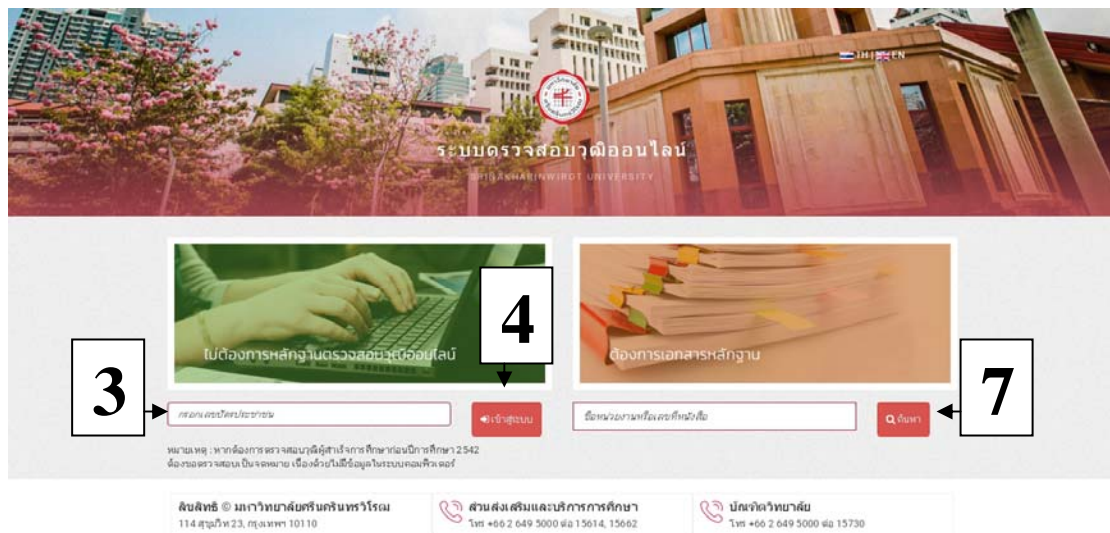 TH | EN
ระบบตรวจสอบวุฒิออนไลน์
SRINAKHARINWIROT UNIVERSITY
4
ไม่ต้องการหลักฐานตรวจสอบวุฒิออนไลน์
ต้องการเอกสารหลักฐาน
3
7
กรอกเลขบัตรประชาชน
เข้าสู่ระบบ
ชื่อหน่วยงานหรือเลขที่หนังสือ
ค้นหา
หมายเหตุ : หากต้องการตรวจสอบวุฒิผู้สำเร็จการศึกษาก่อนปีการศึกษา 2542
ต้องขอตรวจสอบเป็นจดหมาย เนื่องด้วยไม่มีข้อมูลในระบบคอมพิวเตอร์
ลิขสิทธิ์ © มหาวิทยาลัยศรีนครินทรวิโรฒ
114 สุขุมวิท 23, กรุงเทพฯ 10110
ส่วนส่งเสริมและบริการการศึกษา
โทร +66 2 649 5000 ต่อ 15614, 15662
บัณฑิตวิทยาลัย
โทร +66 2 649 5000 ต่อ 15730